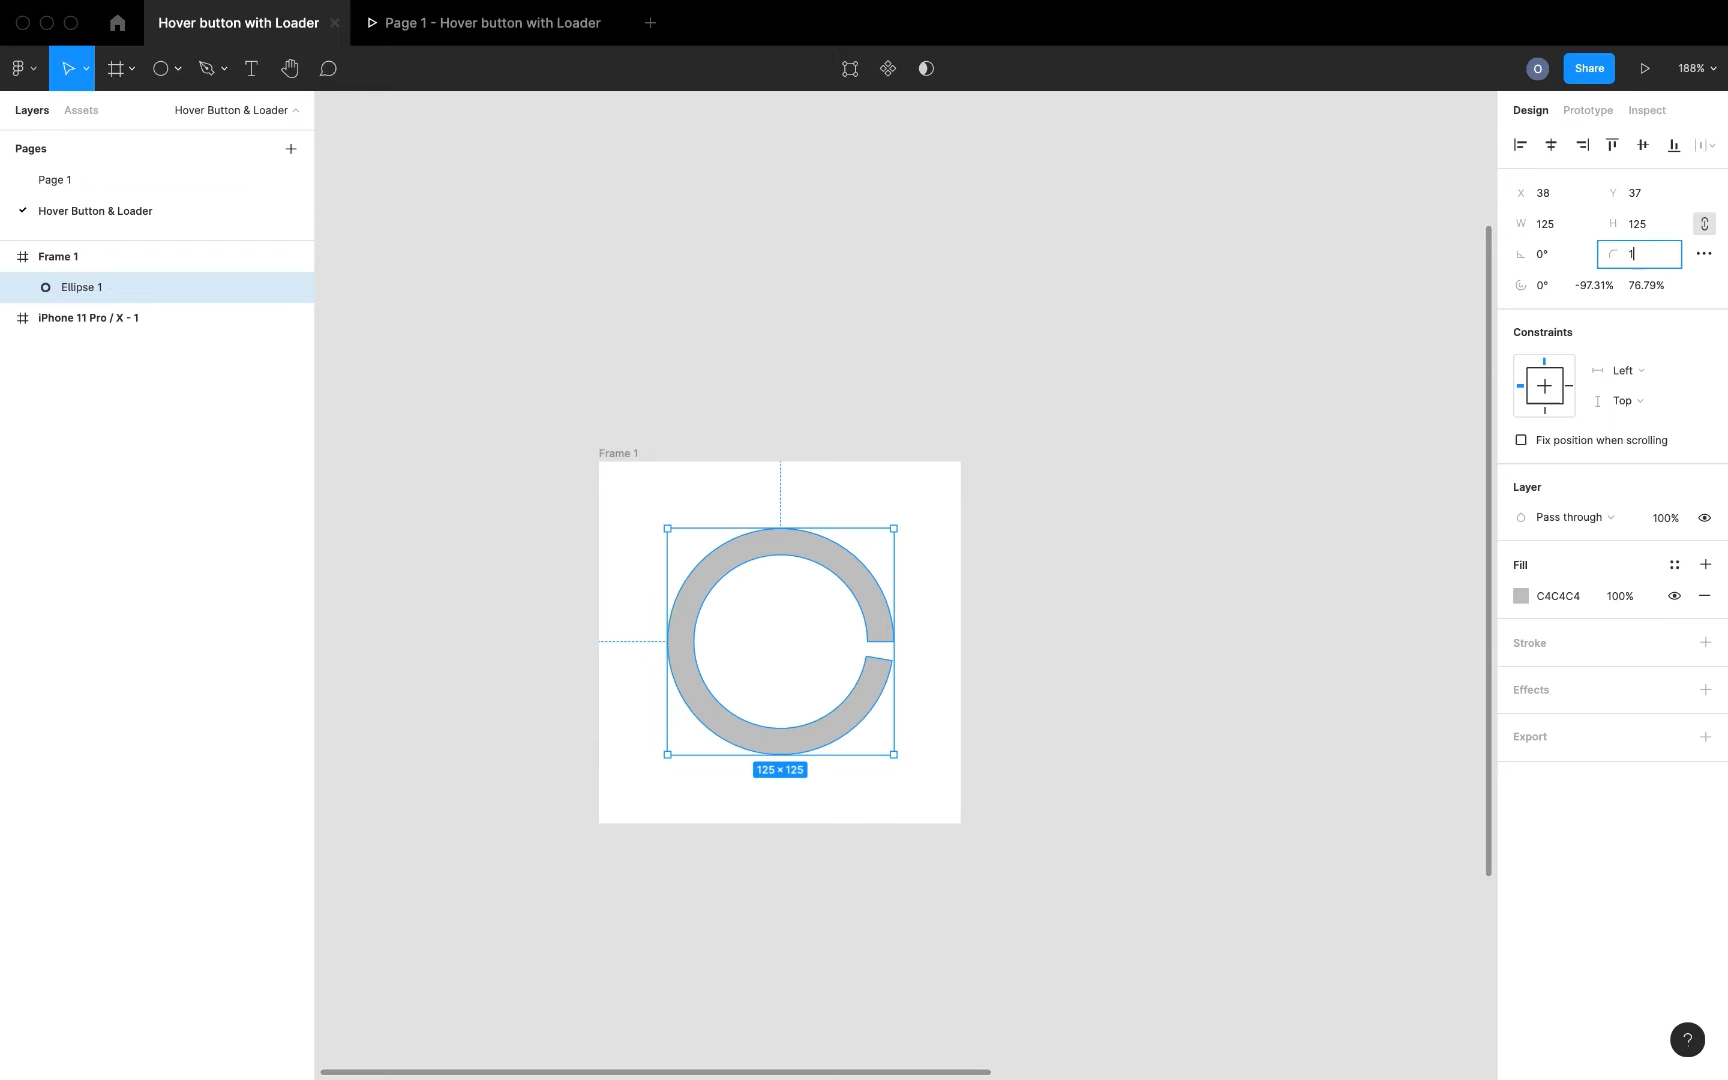 Hover button with Loader
Page 1 - Hover button with Loader
O
Share
188%
Layers
Assets
Hover Button & Loader
Design
Prototype
Inspect
Pages
Page 1
Hover Button & Loader
Frame 1
Ellipse 1
iPhone 11 Pro / X - 1
Frame 1
125 × 125
X 38
Y 37
W 125
H 125
0°
1
0°
-97.31%
76.79%
Constraints
Left
Top
Fix position when scrolling
Layer
Pass through
100%
Fill
C4C4C4
100%
Stroke
Effects
Export
?